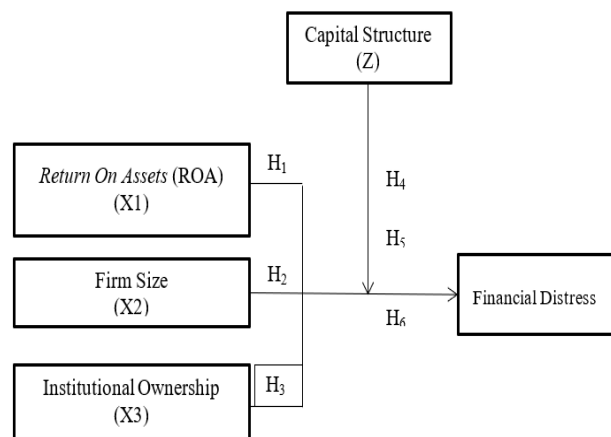 Capital Structure
(Z)
Return On Assets (ROA)
(X1)
H₁
H₄
H₅
Firm Size
(X2)
H₂
H₆
Financial Distress
Institutional Ownership
(X3)
H₃